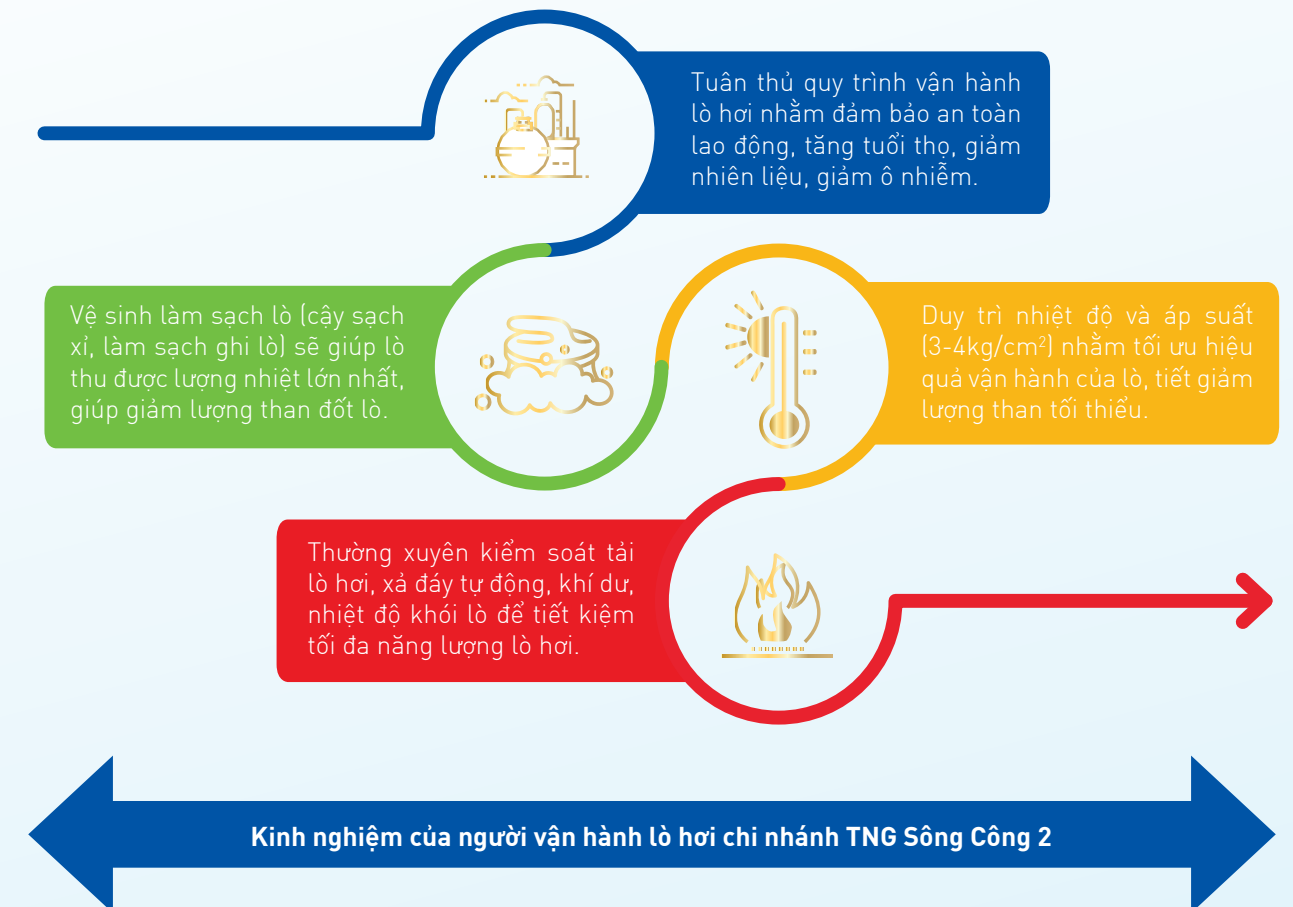 Tuân thủ quy trình vận hành
lò hơi nhằm đảm bảo an toàn
lao động, tăng tuổi thọ, giảm
nhiên liệu, giảm ô nhiễm.
Vệ sinh làm sạch lò (cậy sạch
xỉ, làm sạch ghi lò) sẽ giúp lò
thu được lượng nhiệt lớn nhất,
giúp giảm lượng than đốt lò.
Duy trì nhiệt độ và áp suất
(3-4kg/cm²) nhằm tối ưu hiệu
quả vận hành của lò, tiết giảm
lượng than tối thiểu.
Thường xuyên kiểm soát tải
lò hơi, xả đáy tự động, khí dư,
nhiệt độ khói lò để tiết kiệm
tối đa năng lượng lò hơi.
Kinh nghiệm của người vận hành lò hơi chi nhánh TNG Sông Công 2